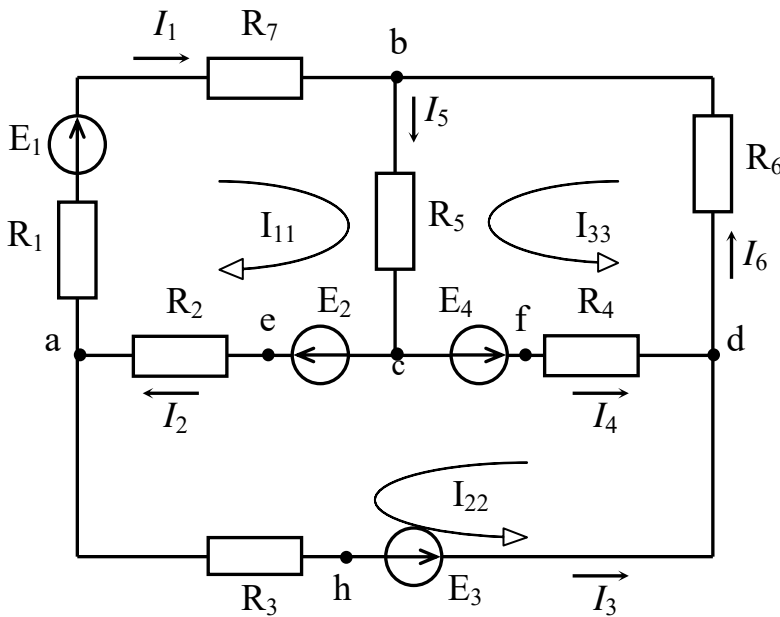 I₁ R₇ b
I₅
E₁ R₆
R₁ I₁₁ R₅ I₃₃ I₆
R₂ e E₂ E₄ f R₄
a c d
I₂ I₄
I₂₂
R₃ h E₃ I₃